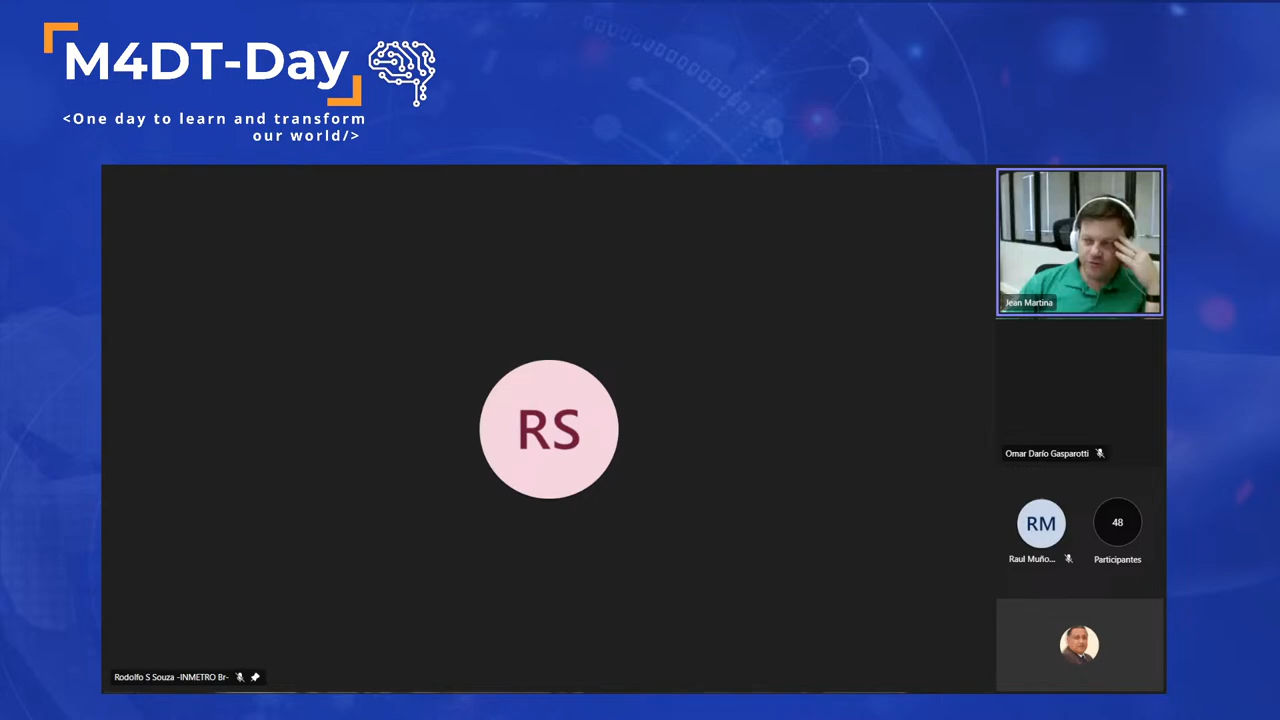 M4DT-Day
<One day to learn and transform
our world/>
Jean Martina
RS
Omar Darío Gasparotti
RM
48
Raul Muño...
Participantes
Rodolfo S Souza -INMETRO Br-